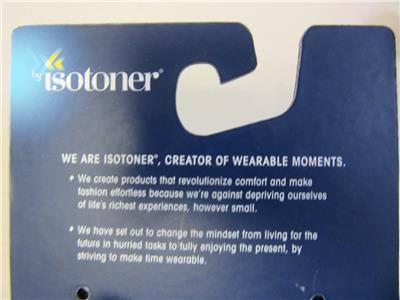 by isotoner®
WE ARE ISOTONER®, CREATOR OF WEARABLE MOMENTS.
• We create products that revolutionize comfort and make
fashion effortless because we're against depriving ourselves
of life's richest experiences, however small.
• We have set out to change the mindset from living for the
future in hurried tasks to fully enjoying the present, by
striving to make time wearable.